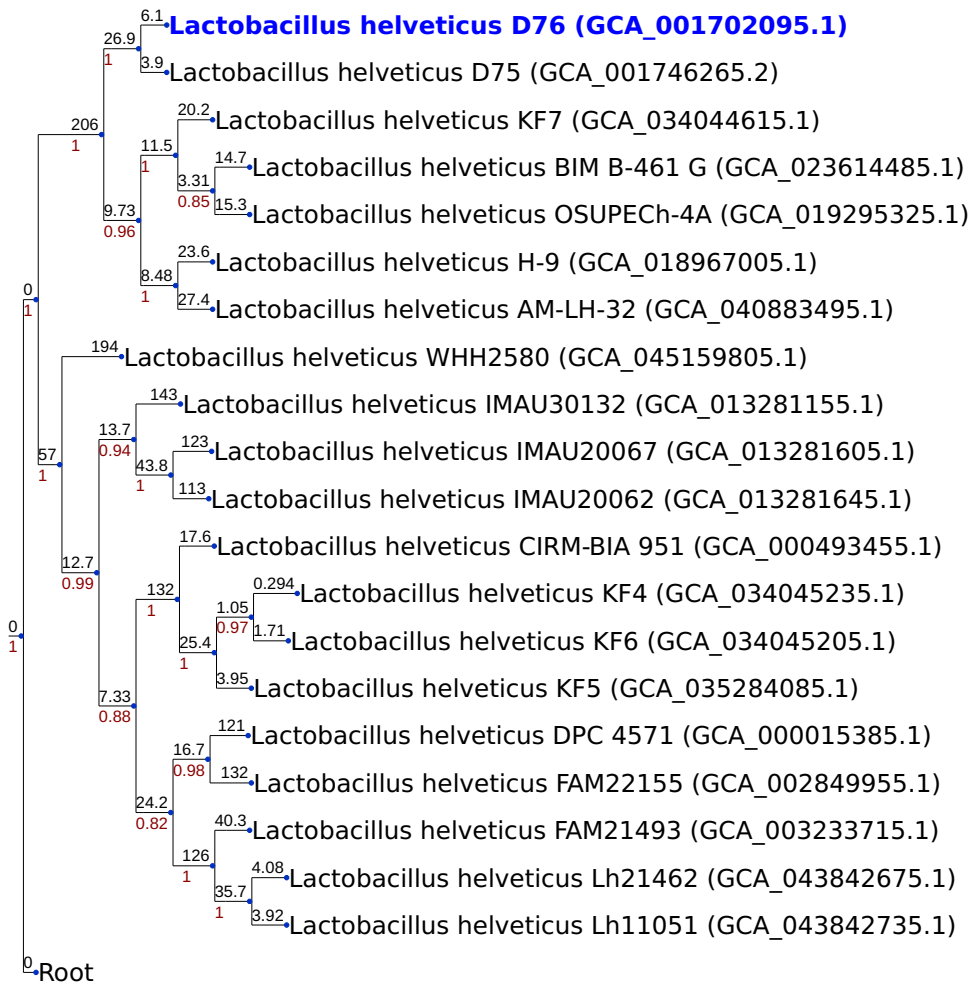 6.1
Lactobacillus helveticus D76 (GCA_001702095.1)
26.9
1
3.9
Lactobacillus helveticus D75 (GCA_001746265.2)
206
1
20.2
Lactobacillus helveticus KF7 (GCA_034044615.1)
11.5
1
14.7
Lactobacillus helveticus BIM B-461 G (GCA_023614485.1)
3.31
0.85
15.3
Lactobacillus helveticus OSUPECh-4A (GCA_019295325.1)
9.73
0.96
23.6
Lactobacillus helveticus H-9 (GCA_018967005.1)
8.48
1
27.4
Lactobacillus helveticus AM-LH-32 (GCA_040883495.1)
0
1
194
Lactobacillus helveticus WHH2580 (GCA_045159805.1)
143
Lactobacillus helveticus IMAU30132 (GCA_013281155.1)
13.7
0.94
123
Lactobacillus helveticus IMAU20067 (GCA_013281605.1)
57
1
43.8
1
113
Lactobacillus helveticus IMAU20062 (GCA_013281645.1)
17.6
Lactobacillus helveticus CIRM-BIA 951 (GCA_000493455.1)
12.7
0.99
132
1
0.294
Lactobacillus helveticus KF4 (GCA_034045235.1)
1.05
0.97
1.71
Lactobacillus helveticus KF6 (GCA_034045205.1)
25.4
1
0
1
3.95
Lactobacillus helveticus KF5 (GCA_035284085.1)
7.33
0.88
121
Lactobacillus helveticus DPC 4571 (GCA_000015385.1)
16.7
0.98
132
Lactobacillus helveticus FAM22155 (GCA_002849955.1)
24.2
0.82
40.3
Lactobacillus helveticus FAM21493 (GCA_003233715.1)
126
1
4.08
Lactobacillus helveticus Lh21462 (GCA_043842675.1)
35.7
1
3.92
Lactobacillus helveticus Lh11051 (GCA_043842735.1)
0
Root